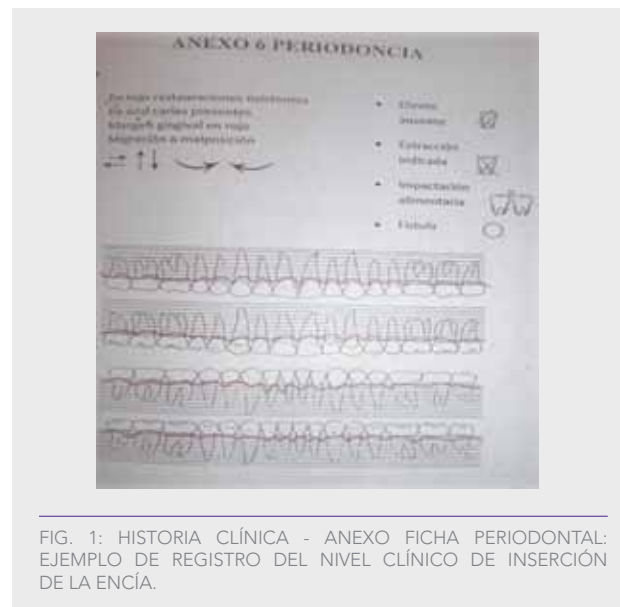 ANEXO 6 PERIODONCIA
En rojo restauraciones
En azul caries presentes
Margen gingival en rojo
Migración o malposición
• Diente
ausente
• Extracción
indicada
• Impactación
alimentaria
• Fístula
FIG. 1: HISTORIA CLÍNICA - ANEXO FICHA PERIODONTAL:
EJEMPLO DE REGISTRO DEL NIVEL CLÍNICO DE INSERCIÓN
DE LA ENCÍA.